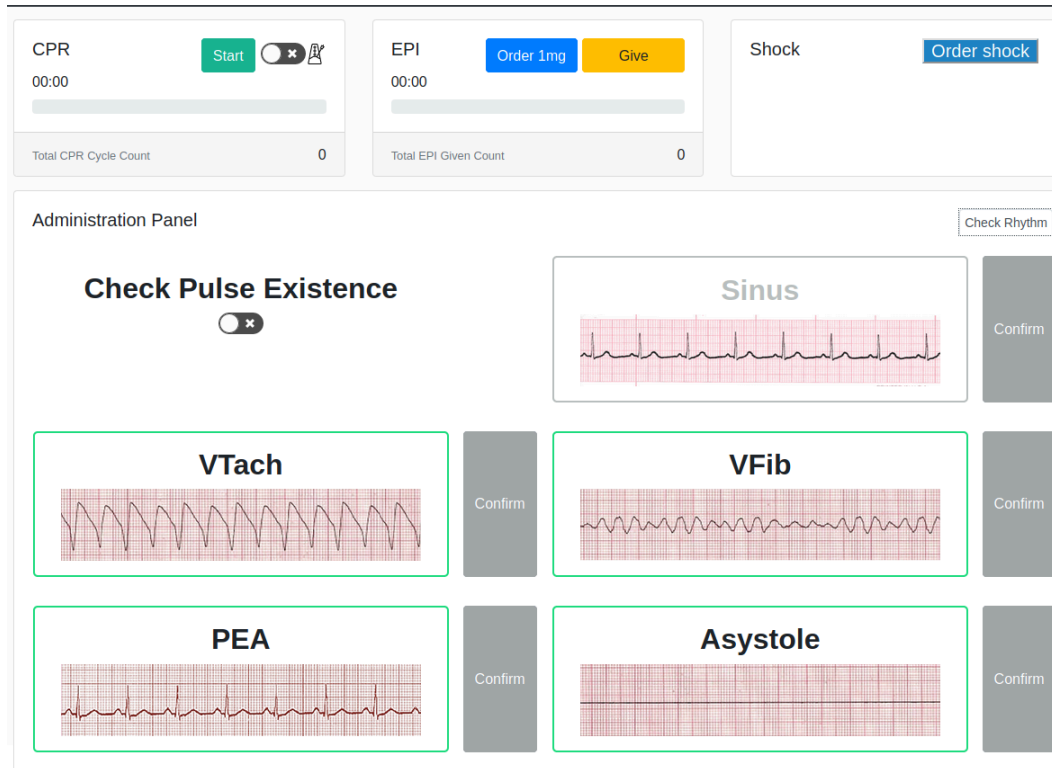 CPR
Start
00:00
Total CPR Cycle Count 0
EPI
Order 1mg
Give
00:00
Total EPI Given Count 0
Shock
Order shock
Administration Panel
Check Rhythm
Check Pulse Existence
Sinus
Confirm
VTach
Confirm
VFib
Confirm
PEA
Confirm
Asystole
Confirm